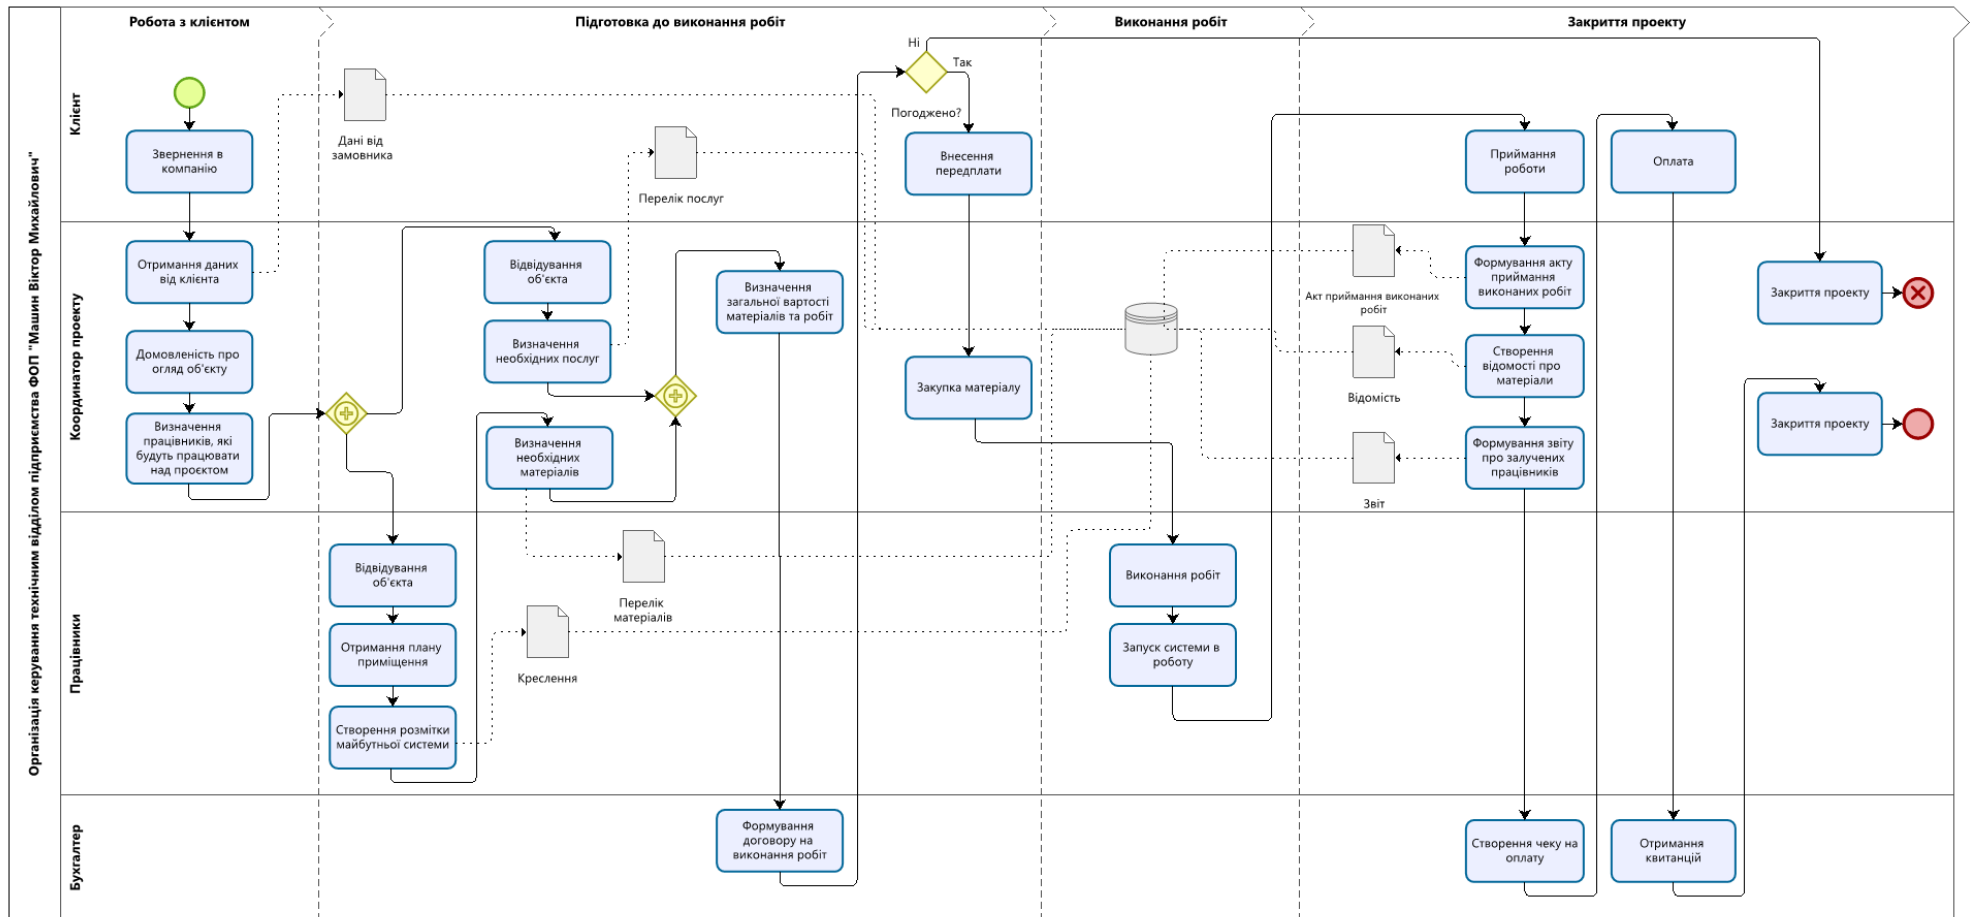 Організація керування технічним відділом підприємства ФОП "Машин Віктор Михайлович"
Робота з клієнтом
Підготовка до виконання робіт
Виконання робіт
Закриття проекту
Клієнт
Звернення в
компанію
Дані від
замовника
Перелік послуг
Ні
Так
Погоджено?
Внесення
передплати
Приймання
роботи
Оплата
Координатор проекту
Отримання даних
від клієнта
Домовленість про
огляд об'єкту
Визначення
працівників, які
будуть працювати
над проєктом
Відвідування
об'єкта
Визначення
необхідних послуг
Визначення
необхідних
матеріалів
Визначення
загальної вартості
матеріалів та робіт
Закупка матеріалу
Акт приймання виконаних
робіт
Відомість
Звіт
Формування акту
приймання
виконаних робіт
Створення
відомості про
матеріали
Формування звіту
про залучених
працівників
Закриття проекту
Закриття проекту
Працівники
Відвідування
об'єкта
Отримання плану
приміщення
Створення розмітки
майбутньої системи
Креслення
Перелік
матеріалів
Виконання робіт
Запуск системи в
роботу
Бухгалтер
Формування
договору на
виконання робіт
Створення чеку на
оплату
Отримання
квитанцій